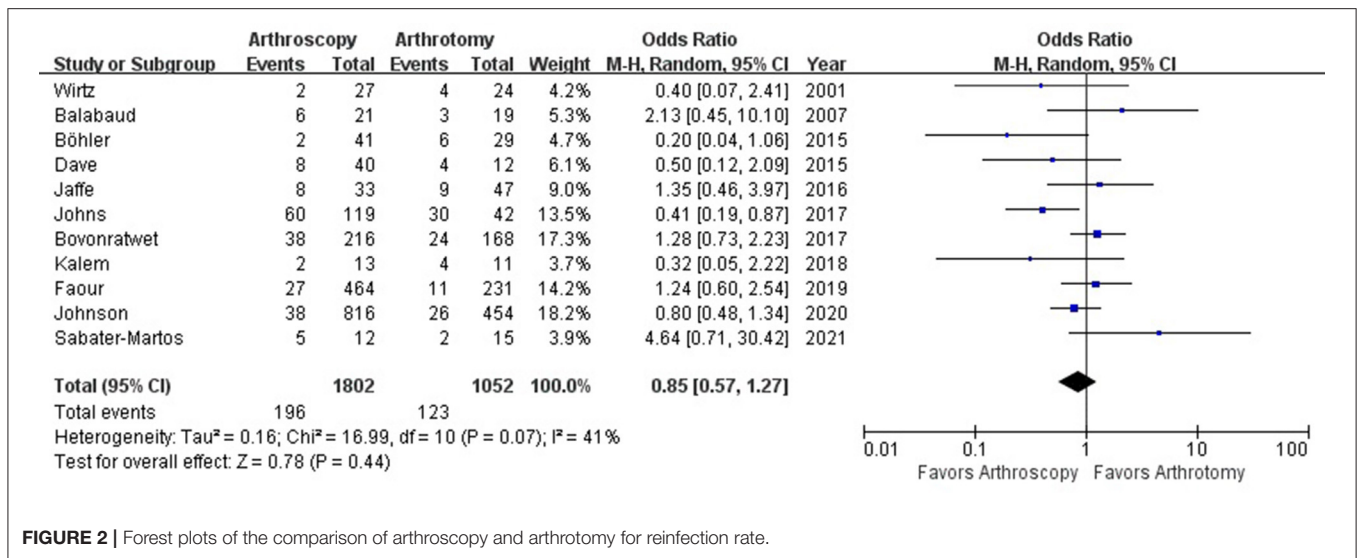 Arthroscopy Arthrotomy Odds Ratio Odds Ratio
Study or Subgroup Events Total Events Total Weight M-H, Random, 95% CI Year M-H, Random, 95% CI
Wirtz 2 27 4 24 4.2% 0.40 [0.07, 2.41] 2001
Balabaud 6 21 3 19 5.3% 2.13 [0.45, 10.10] 2007
Böhler 2 41 6 29 4.7% 0.20 [0.04, 1.06] 2015
Dave 8 40 4 12 6.1% 0.50 [0.12, 2.09] 2015
Jaffe 8 33 9 47 9.0% 1.35 [0.46, 3.97] 2016
Johns 60 119 30 42 13.5% 0.41 [0.19, 0.87] 2017
Bovonratwet 38 216 24 168 17.3% 1.28 [0.73, 2.23] 2017
Kalem 2 13 4 11 3.7% 0.32 [0.05, 2.22] 2018
Faour 27 464 11 231 14.2% 1.24 [0.60, 2.54] 2019
Johnson 38 816 26 454 18.2% 0.80 [0.48, 1.34] 2020
Sabater-Martos 5 12 2 15 3.9% 4.64 [0.71, 30.42] 2021
Total (95% CI) 1802 1052 100.0% 0.85 [0.57, 1.27]
Total events 196 123
Heterogeneity: Tau² = 0.16; Chi² = 16.99, df = 10 (P = 0.07); I² = 41%
Test for overall effect: Z = 0.78 (P = 0.44)
0.01 0.1 1 10 100
Favors Arthroscopy Favors Arthrotomy
FIGURE 2 | Forest plots of the comparison of arthroscopy and arthrotomy for reinfection rate.